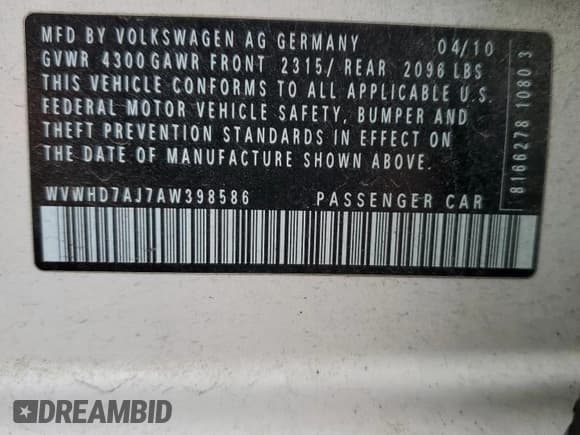 MFD BY VOLKSWAGEN AG GERMANY 04/10
GVWR 4300 GAWR FRONT 2315/ REAR 2096 LBS
THIS VEHICLE CONFORMS TO ALL APPLICABLE U.S.
FEDERAL MOTOR VEHICLE SAFETY, BUMPER AND
THEFT PREVENTION STANDARDS IN EFFECT ON
THE DATE OF MANUFACTURE SHOWN ABOVE.
WVWHD7AJ7AW398586 PASSENGER CAR
8166278 1080 3
DREAMBID